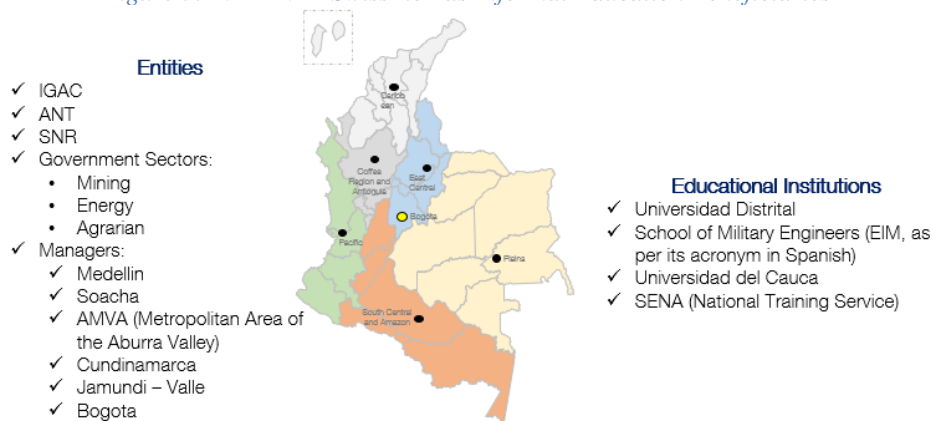 Entities
✓ IGAC
✓ ANT
✓ SNR
✓ Government Sectors:
• Mining
• Energy
• Agrarian
✓ Managers:
✓ Medellin
✓ Soacha
✓ AMVA (Metropolitan Area of
the Aburra Valley)
✓ Cundinamarca
✓ Jamundi – Valle
✓ Bogota
Caribb
ean
Coffee
Region and
Antioquia
East
Central
Bogota
Pacific
Plains
South Central
and Amazon
Educational Institutions
✓ Universidad Distrital
✓ School of Military Engineers (EIM, as
per its acronym in Spanish)
✓ Universidad del Cauca
✓ SENA (National Training Service)